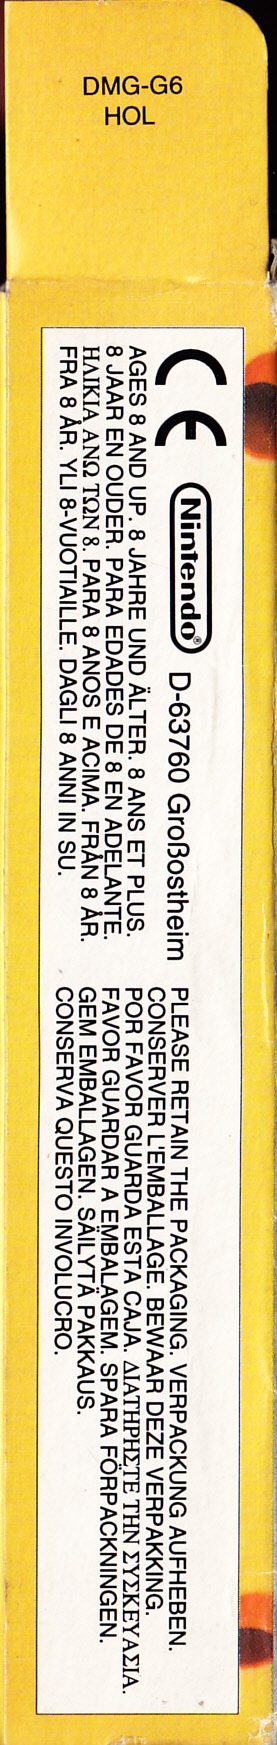 DMG-G6
HOL
CE
Nintendo®
D-63760 Großostheim
AGES 8 AND UP. 8 JAHRE UND ÄLTER. 8 ANS ET PLUS.
8 JAAR EN OUDER. PARA EDADES DE 8 EN ADELANTE.
ΗΛΙΚΙΑ ΑΝΩ ΤΩΝ 8. PARA 8 ANOS E ACIMA. FRÅN 8 ÅR.
FRA 8 ÅR. YLI 8-VUOTIAILLE. DAGLI 8 ANNI IN SU.
PLEASE RETAIN THE PACKAGING. VERPACKUNG AUFHEBEN.
CONSERVER L'EMBALLAGE. BEWAAR DEZE VERPAKKING.
POR FAVOR GUARDA ESTA CAJA. ΔΙΑΤΗΡΗΣΤΕ ΤΗΝ ΣΥΣΚΕΥΑΣΙΑ.
FAVOR GUARDAR A EMBALAGEM. SPARA FÖRPACKNINGEN.
GEM EMBALLAGEN. SÄILYTÄ PAKKAUS.
CONSERVA QUESTO INVOLUCRO.